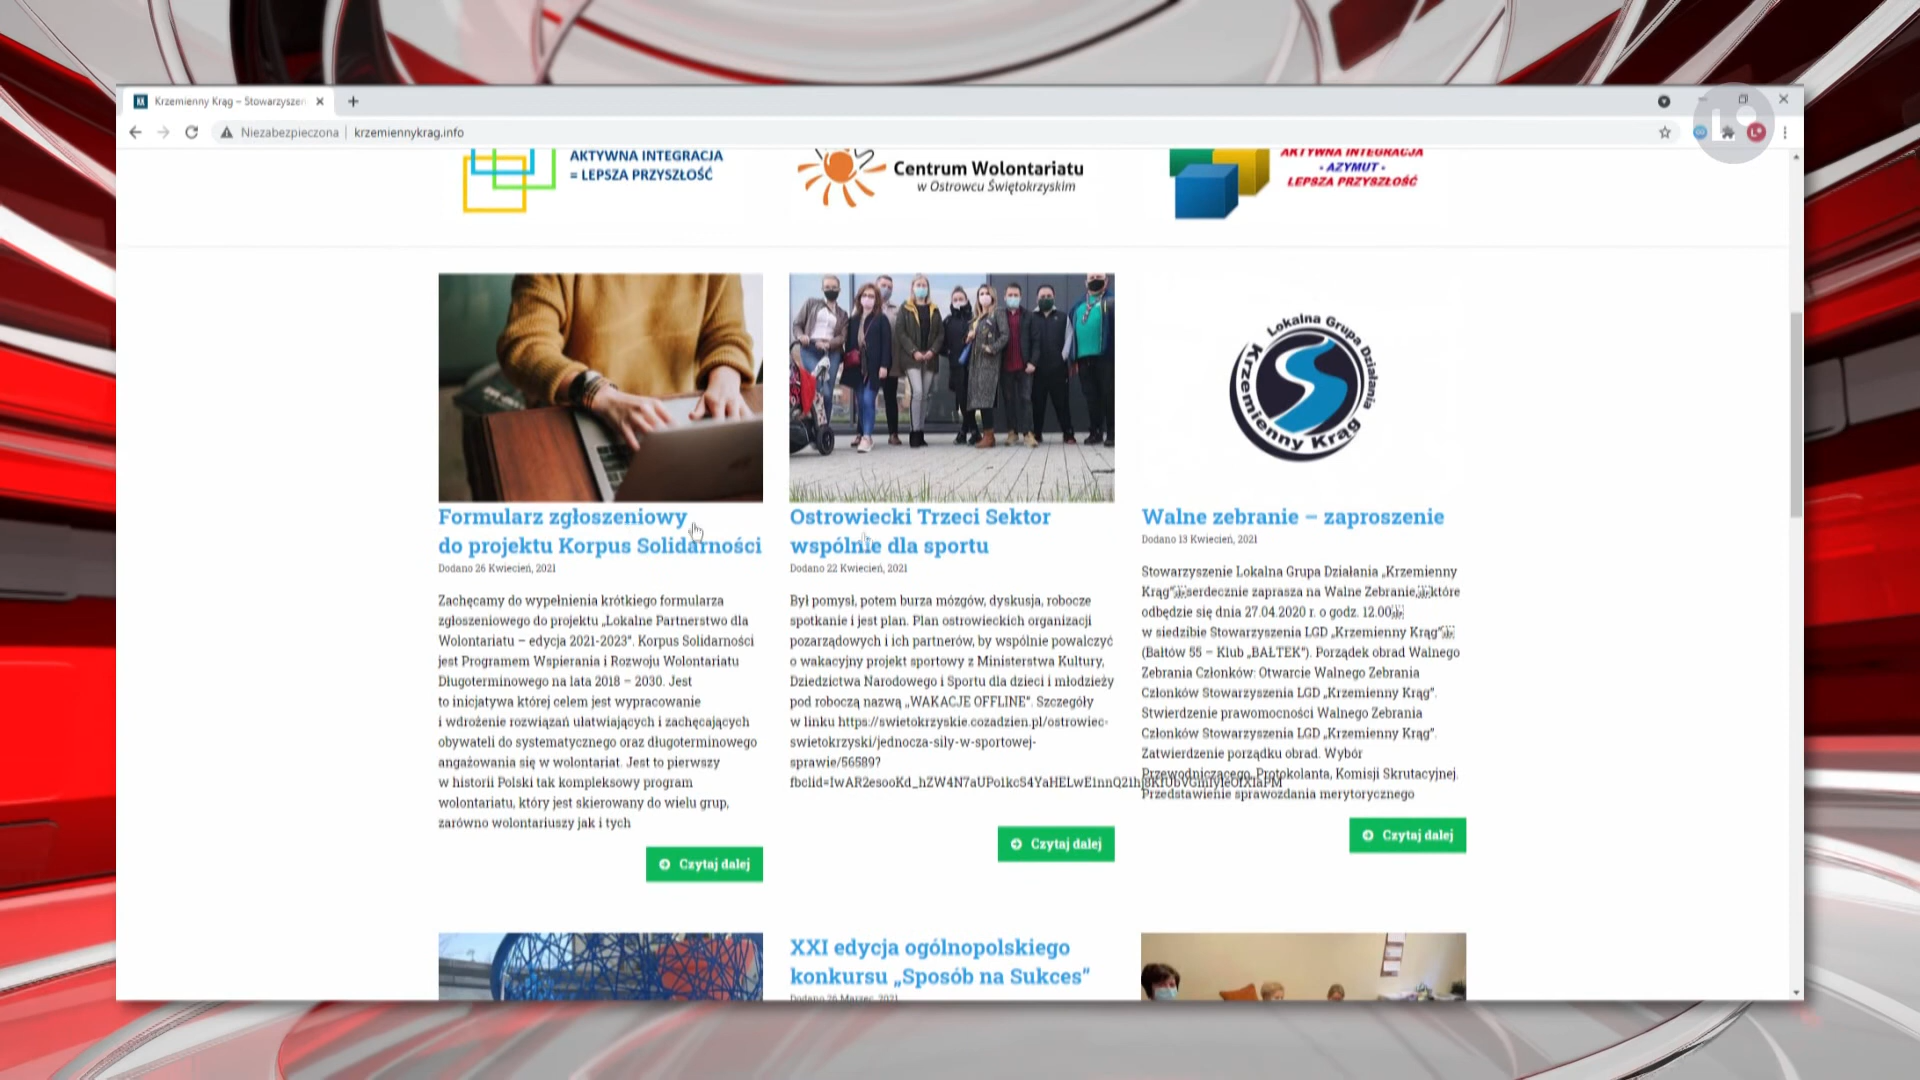 Krzemienny Krąg – Stowarzyszen
Niezabezpieczona | krzemiennykrag.info
AKTYWNA INTEGRACJA
= LEPSZA PRZYSZŁOŚĆ
Centrum Wolontariatu
w Ostrowcu Świętokrzyskim
AKTYWNA INTEGRACJA
- AZYMUT -
LEPSZA PRZYSZŁOŚĆ
Lokalna Grupa Działania
Krzemienny Krąg
Formularz zgłoszeniowy
do projektu Korpus Solidarności
Dodano 26 Kwiecień, 2021
Zachęcamy do wypełnienia krótkiego formularza
zgłoszeniowego do projektu „Lokalne Partnerstwo dla
Wolontariatu – edycja 2021-2023”. Korpus Solidarności
jest Programem Wspierania i Rozwoju Wolontariatu
Długoterminowego na lata 2018 – 2030. Jest
to inicjatywa której celem jest wypracowanie
i wdrożenie rozwiązań ułatwiających i zachęcających
obywateli do systematycznego oraz długoterminowego
angażowania się w wolontariat. Jest to pierwszy
w historii Polski tak kompleksowy program
wolontariatu, który jest skierowany do wielu grup,
zarówno wolontariuszy jak i tych
Czytaj dalej
Ostrowiecki Trzeci Sektor
wspólnie dla sportu
Dodano 22 Kwiecień, 2021
Był pomysł, potem burza mózgów, dyskusja, robocze
spotkanie i jest plan. Plan ostrowieckich organizacji
pozarządowych i ich partnerów, by wspólnie powalczyć
o wakacyjny projekt sportowy z Ministerstwa Kultury,
Dziedzictwa Narodowego i Sportu dla dzieci i młodzieży
pod roboczą nazwą „WAKACJE OFFLINE”. Szczegóły
w linku https://swietokrzyskie.cozadzien.pl/ostrowiec-
swietokrzyski/jednocza-sily-w-sportowej-
sprawie/56589?
Czytaj dalej
Walne zebranie – zaproszenie
Dodano 13 Kwiecień, 2021
Stowarzyszenie Lokalna Grupa Działania „Krzemienny
Krąg” serdecznie zaprasza na Walne Zebranie, które
odbędzie się dnia 27.04.2020 r. o godz. 12.00
w siedzibie Stowarzyszenia LGD „Krzemienny Krąg”
(Bałtów 55 – Klub „BAŁTEK”). Porządek obrad Walnego
Zebrania Członków: Otwarcie Walnego Zebrania
Członków Stowarzyszenia LGD „Krzemienny Krąg”.
Stwierdzenie prawomocności Walnego Zebrania
Członków Stowarzyszenia LGD „Krzemienny Krąg”.
Zatwierdzenie porządku obrad. Wybór
Przewodniczącego, Protokolanta, Komisji Skrutacyjnej.
Przedstawienie sprawozdania merytorycznego
Czytaj dalej
XXI edycja ogólnopolskiego
konkursu „Sposób na Sukces”
Dodano 26 Marzec, 2021